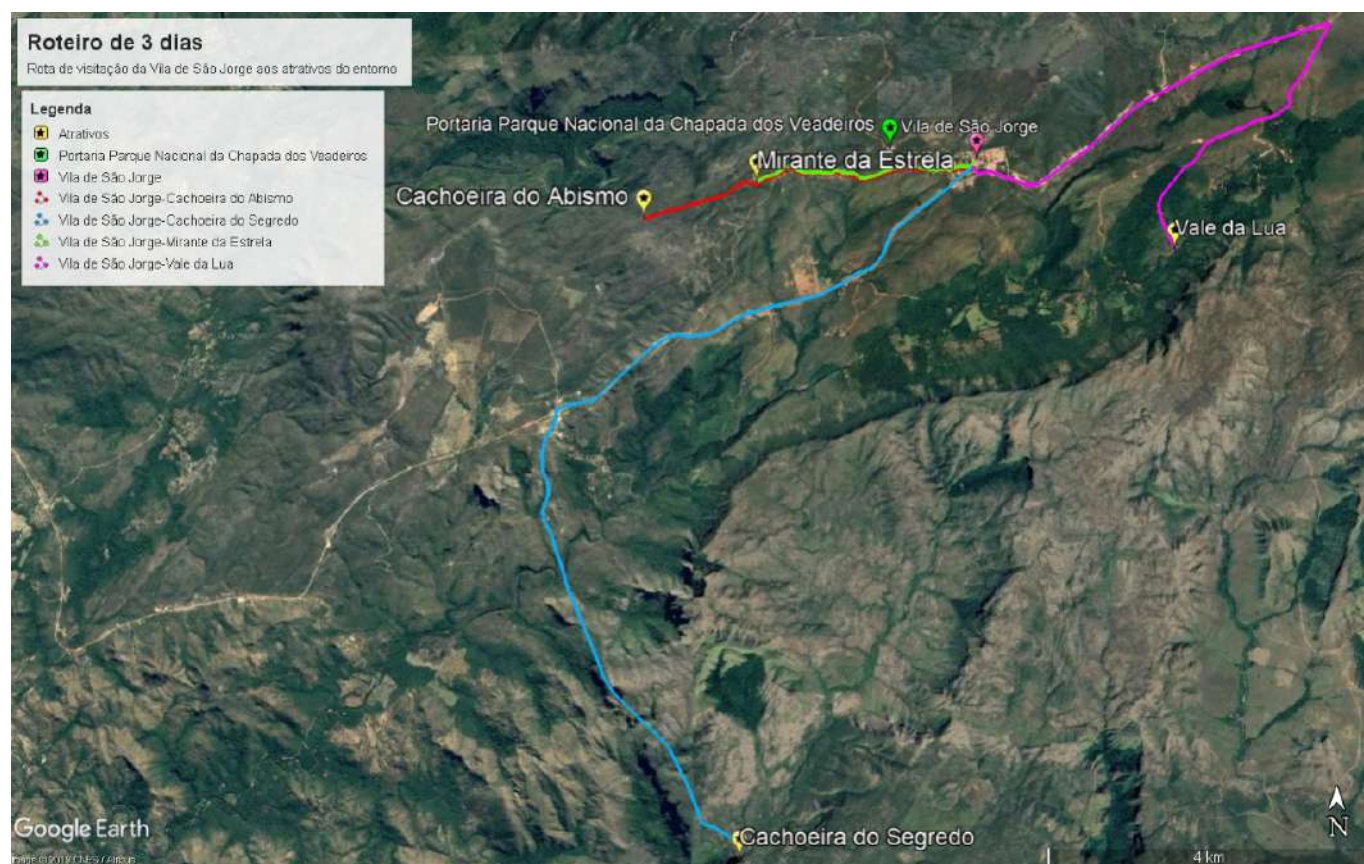 Roteiro de 3 dias
Rota de visitação da Vila de São Jorge aos atrativos do entorno
Legenda
Atrativos
Portaria Parque Nacional da Chapada dos Veadeiros
Vila de São Jorge
Vila de São Jorge-Cachoeira do Abismo
Vila de São Jorge-Cachoeira do Segredo
Vila de São Jorge-Mirante da Estrela
Vila de São Jorge-Vale da Lua
Portaria Parque Nacional da Chapada dos Veadeiros
Vila de São Jorge
Mirante da Estrela
Cachoeira do Abismo
Vale da Lua
Cachoeira do Segredo
Google Earth
N
4 km